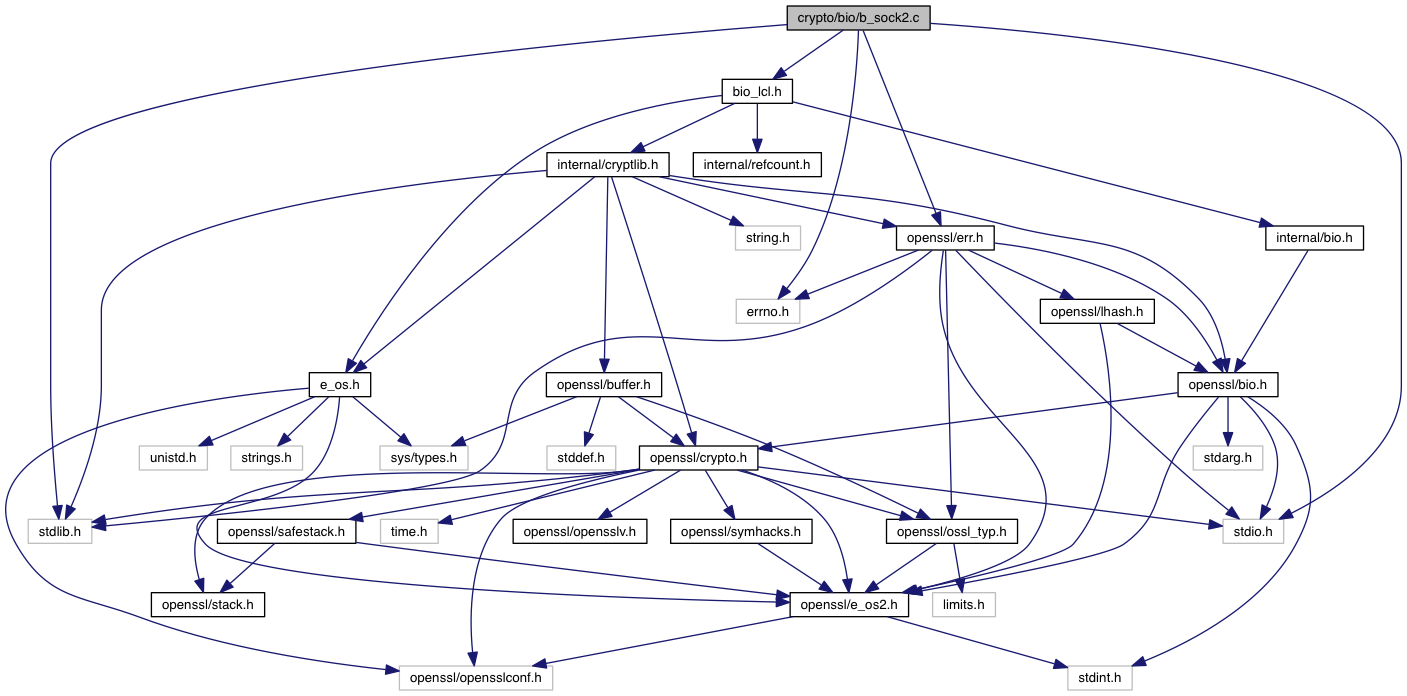 crypto/bio/b_sock2.c
bio_lcl.h
internal/cryptlib.h
internal/refcount.h
string.h
openssl/err.h
internal/bio.h
errno.h
openssl/lhash.h
e_os.h
openssl/buffer.h
openssl/bio.h
unistd.h
strings.h
sys/types.h
stddef.h
openssl/crypto.h
stdarg.h
stdlib.h
openssl/safestack.h
time.h
openssl/opensslv.h
openssl/symhacks.h
openssl/ossl_typ.h
stdio.h
openssl/stack.h
openssl/e_os2.h
limits.h
openssl/opensslconf.h
stdint.h